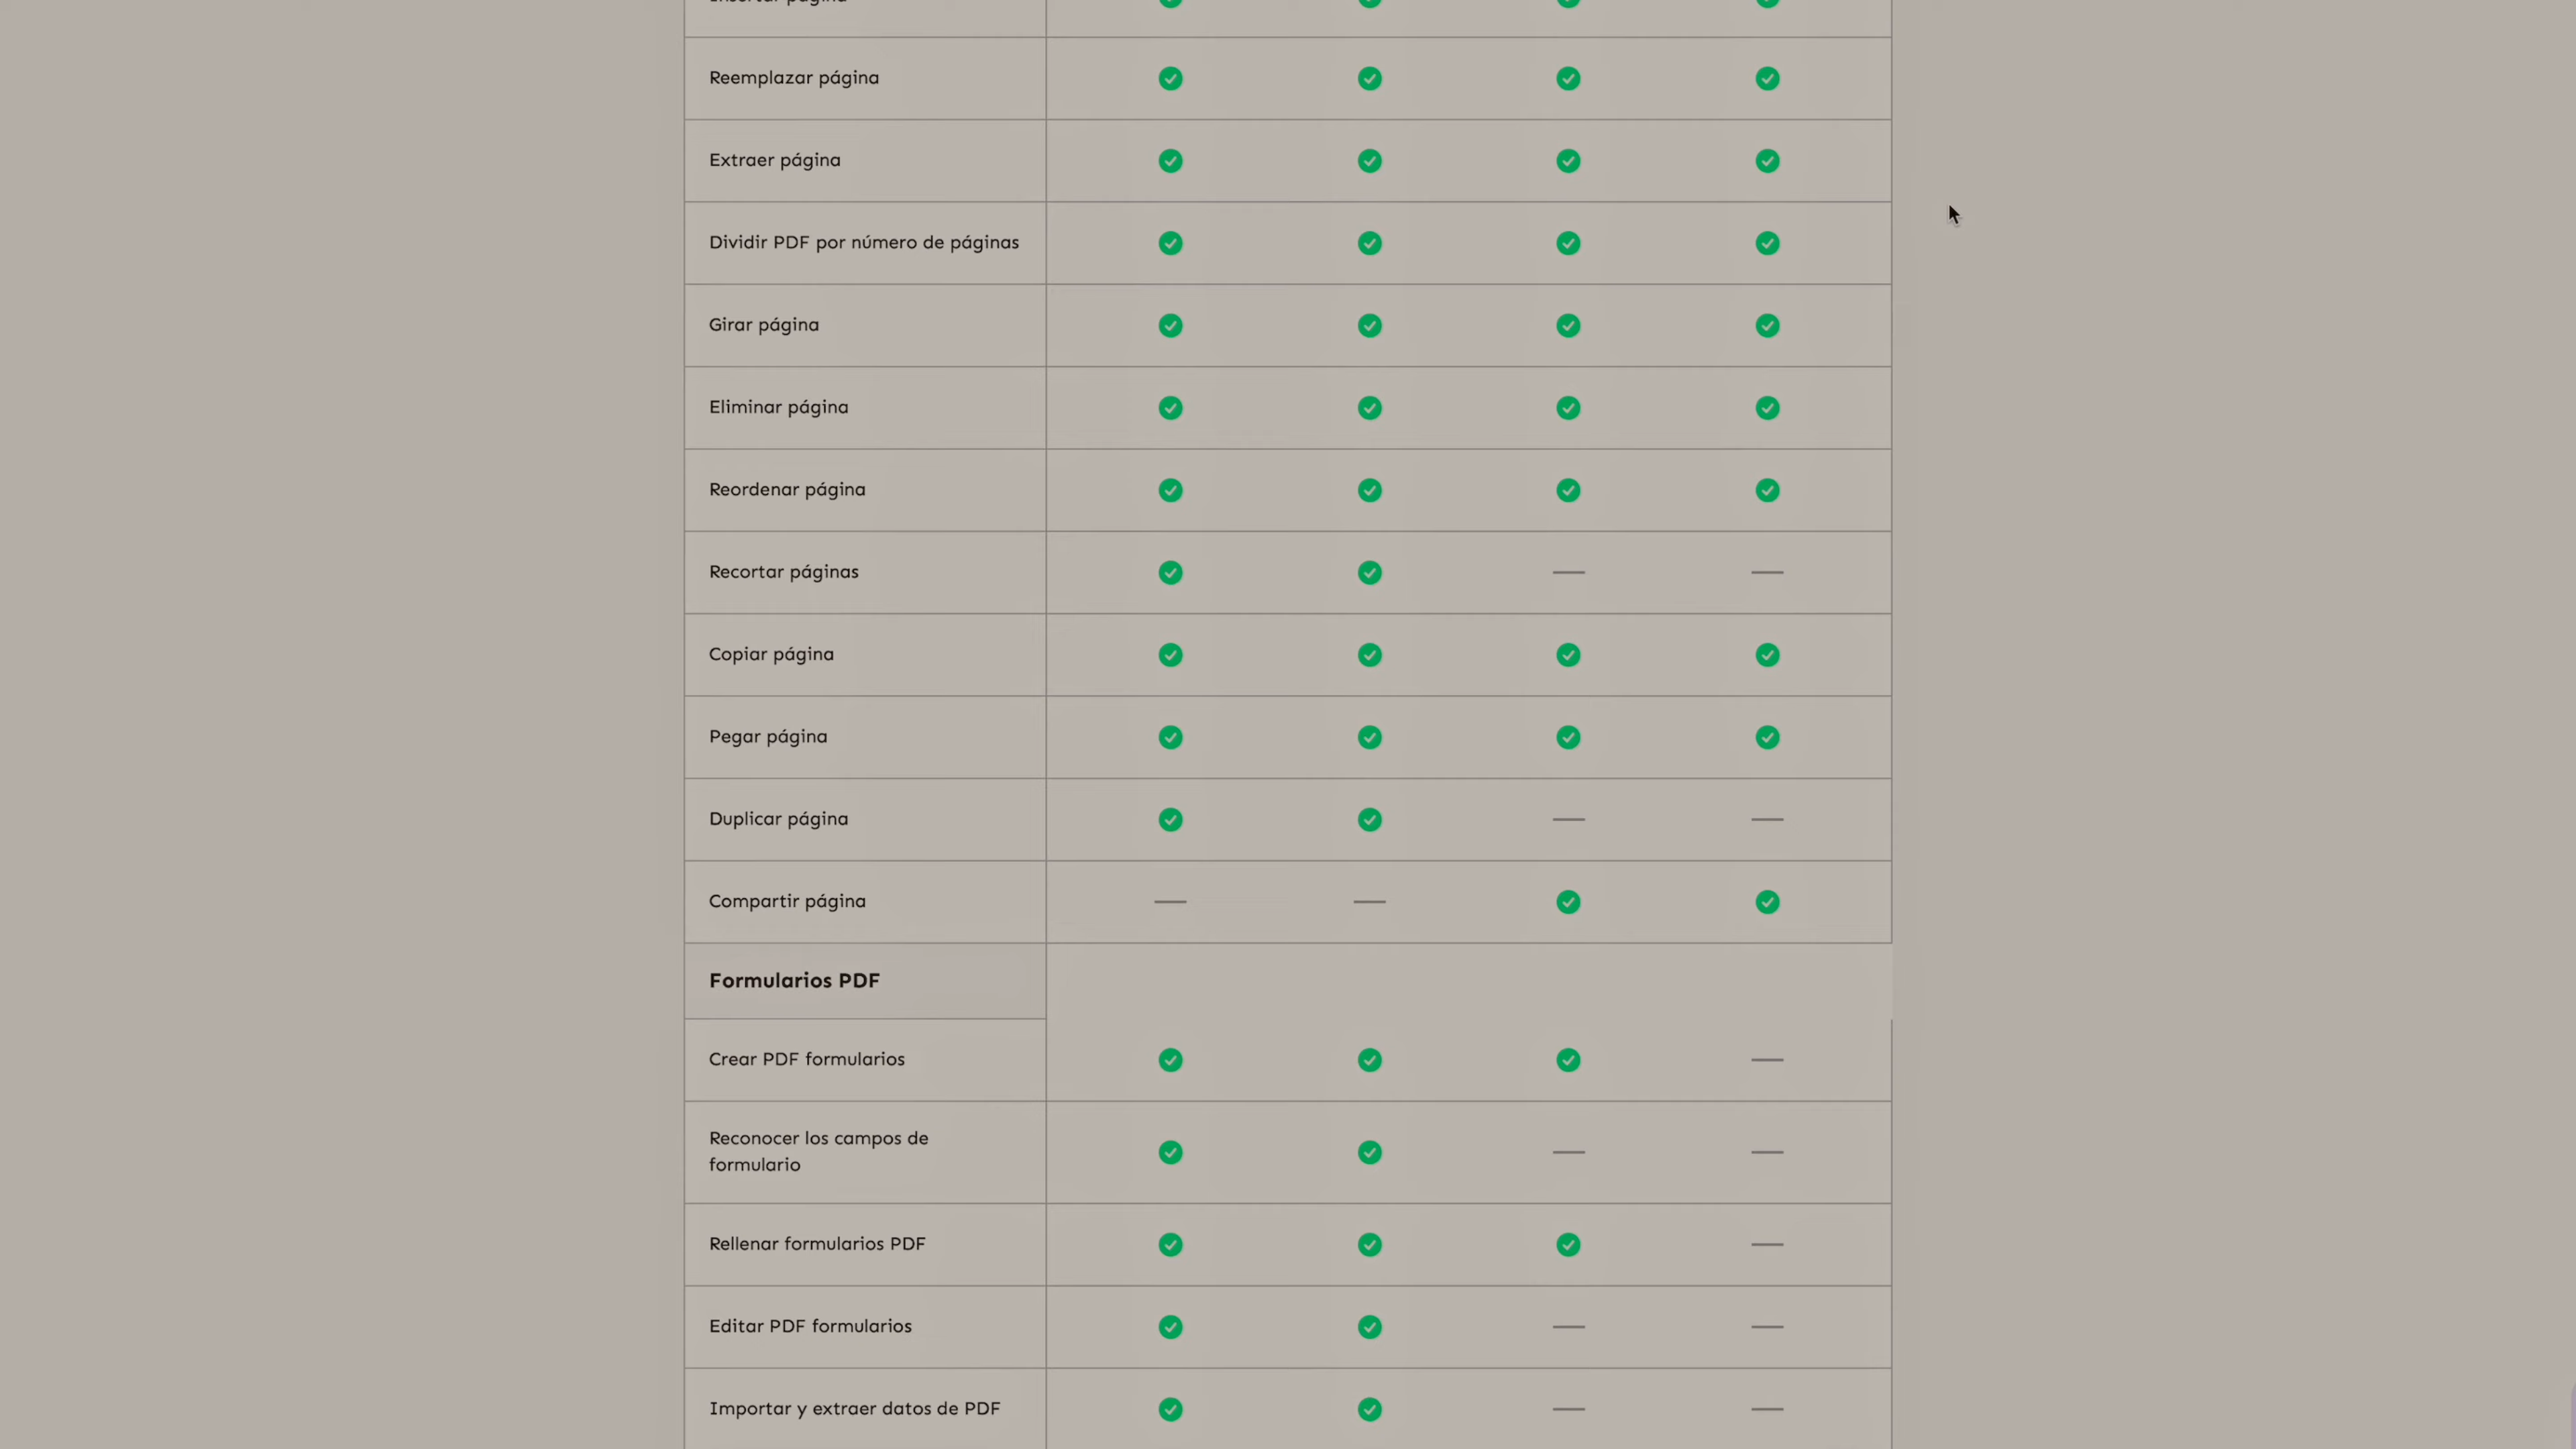 Insertar página
Reemplazar página
Extraer página
Dividir PDF por número de páginas
Girar página
Eliminar página
Reordenar página
Recortar páginas
Copiar página
Pegar página
Duplicar página
Compartir página
Formularios PDF
Crear PDF formularios
Reconocer los campos de
formulario
Rellenar formularios PDF
Editar PDF formularios
Importar y extraer datos de PDF